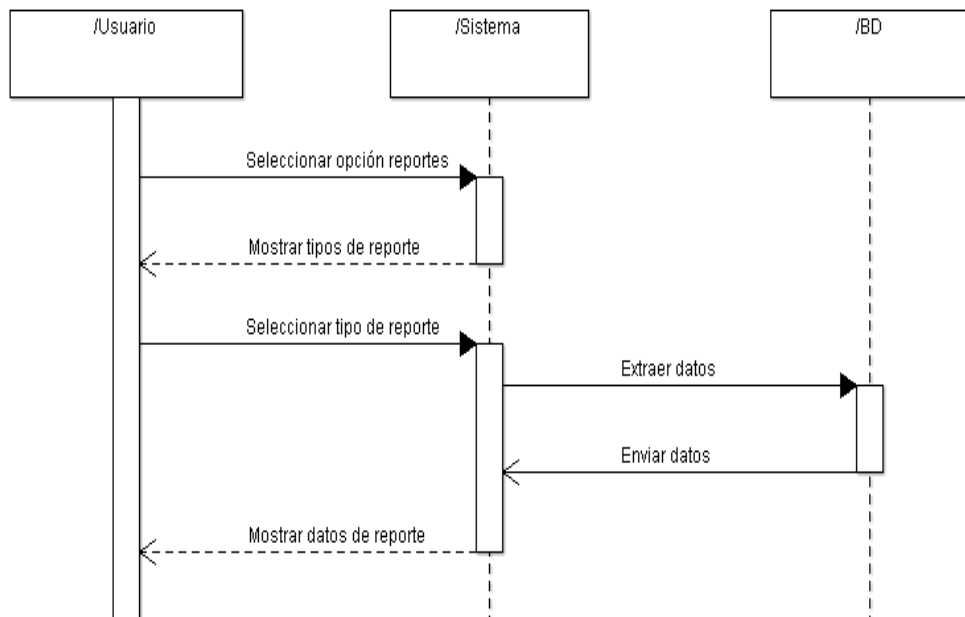 /Usuario
/Sistema
/BD
Seleccionar opción reportes
Mostrar tipos de reporte
Seleccionar tipo de reporte
Extraer datos
Enviar datos
Mostrar datos de reporte